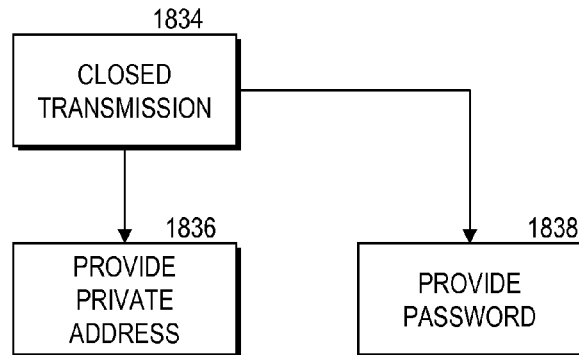 1834
CLOSED
TRANSMISSION
1836
PROVIDE
PRIVATE
ADDRESS
1838
PROVIDE
PASSWORD